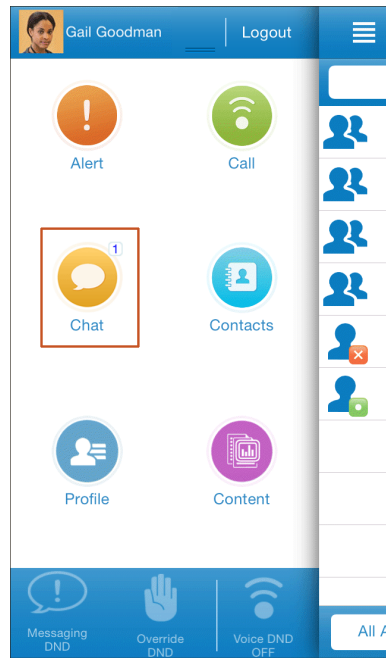 Gail Goodman
Logout
!
Alert
Call
1
Chat
Contacts
Profile
Content
!
Messaging
DND
Override
DND
Voice DND
OFF
All